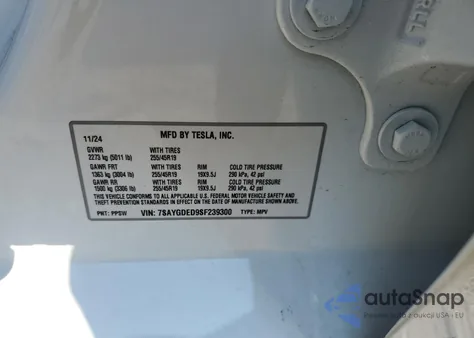 11/24 MFD BY TESLA, INC.
GVWR WITH TIRES
2273 kg (5011 lb) 255/45R19
GAWR FRT WITH TIRES RIM COLD TIRE PRESSURE
1363 kg (3004 lb) 255/45R19 19X9.5J 290 kPa, 42 psi
GAWR RR WITH TIRES RIM COLD TIRE PRESSURE
1500 kg (3306 lb) 255/45R19 19X9.5J 290 kPa, 42 psi
THIS VEHICLE CONFORMS TO ALL APPLICABLE U.S. FEDERAL MOTOR VEHICLE SAFETY AND
THEFT PREVENTION STANDARDS IN EFFECT ON THE DATE OF MANUFACTURE SHOWN ABOVE.
PNT: PPSW VIN: 7SAYGDED9SF239300 TYPE: MPV
autoSnap
aukcji USA i EU